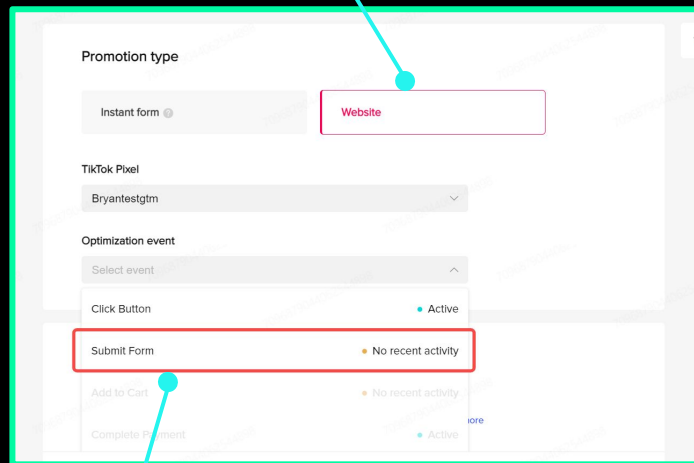 Promotion type
Instant form
Website
TikTok Pixel
Bryantestgtm
Optimization event
Select event
Click Button Active
Submit Form No recent activity
Add to Cart No recent activity
ore
Complete Payment Active